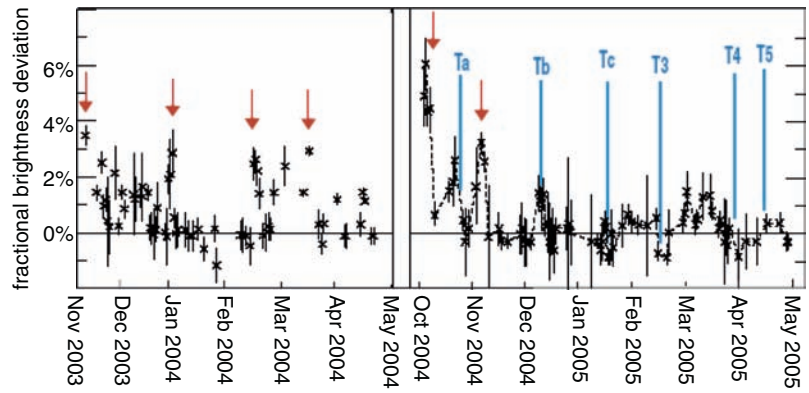 fractional brightness deviation
6%
4%
2%
0%
Ta
Tb
Tc
T3
T4
T5
Nov 2003
Dec 2003
Jan 2004
Feb 2004
Mar 2004
Apr 2004
May 2004
Oct 2004
Nov 2004
Dec 2004
Jan 2005
Feb 2005
Mar 2005
Apr 2005
May 2005